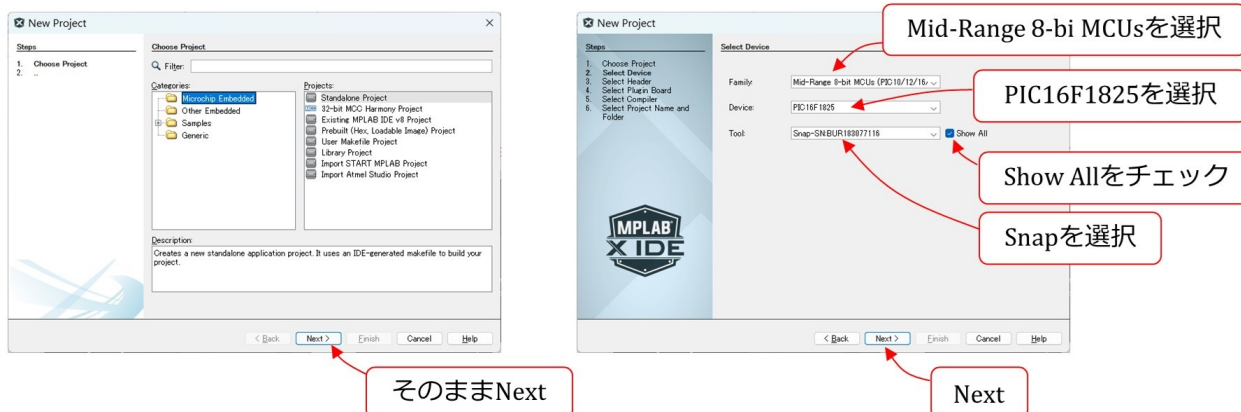 New Project
Steps
1. Choose Project
2. ...
Choose Project
Filter:
Categories:
Microchip Embedded
Other Embedded
Samples
Generic
Projects:
Standalone Project
32-bit MCC Harmony Project
Existing MPLAB IDE v8 Project
Prebuilt (Hex, Loadable Image) Project
User Makefile Project
Library Project
Import START MPLAB Project
Import Atmel Studio Project
Description:
Creates a new standalone application project. It uses an IDE-generated makefile to build your
project.
< Back
Next >
Finish
Cancel
Help
そのままNext
New Project
Steps
1. Choose Project
2. Select Device
3. Select Header
4. Select Plugin Board
5. Select Compiler
6. Select Project Name and
Folder
MPLAB
X IDE
Select Device
Family:
Mid-Range 8-bit MCUs (PIC10/12/16/
Device:
PIC16F1825
Tool:
Snap-SN:BUR183877116
Show All
< Back
Next >
Finish
Cancel
Help
Mid-Range 8-bi MCUsを選択
PIC16F1825を選択
Show Allをチェック
Snapを選択
Next